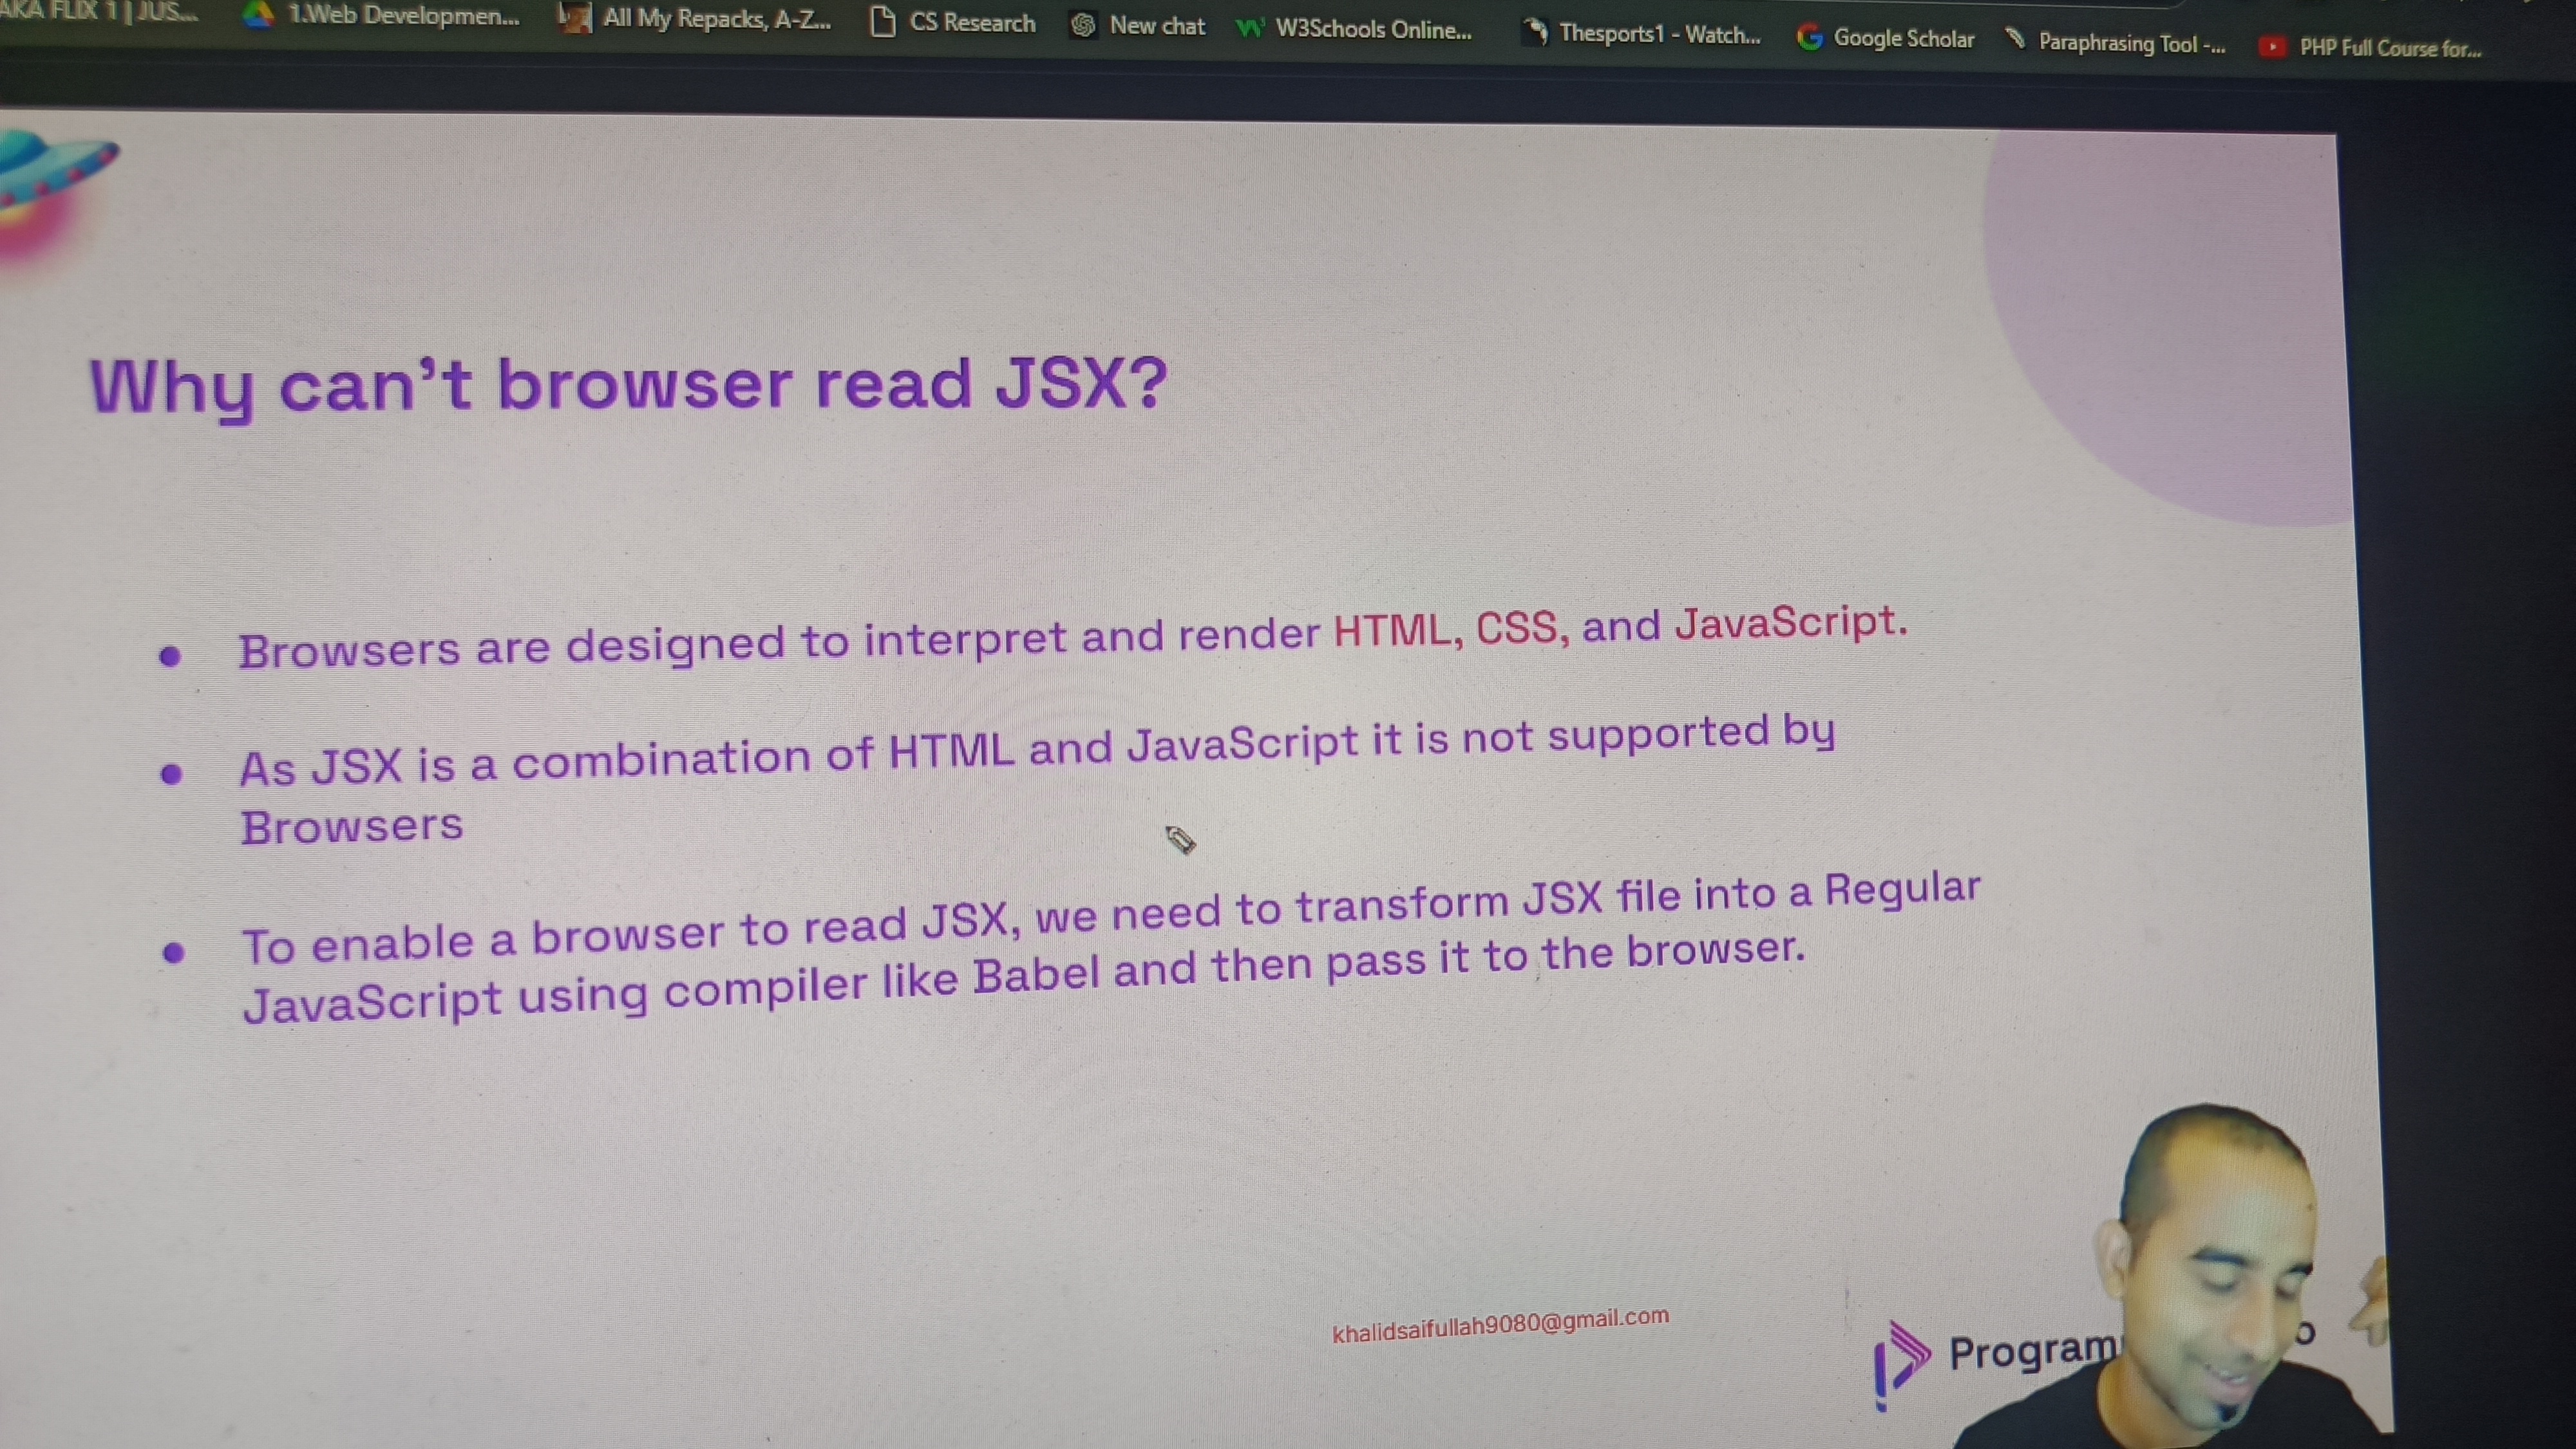 AKA FLIX 1 | JUS... 1.Web Developmen... All My Repacks, A-Z... CS Research New chat W3Schools Online... Thesports1 - Watch... Google Scholar Paraphrasing Tool -... PHP Full Course for...
Why can't browser read JSX?
● Browsers are designed to interpret and render HTML, CSS, and JavaScript.
● As JSX is a combination of HTML and JavaScript it is not supported by
Browsers
● To enable a browser to read JSX, we need to transform JSX file into a Regular
JavaScript using compiler like Babel and then pass it to the browser.
khalidsaifullah9080@gmail.com
Program o